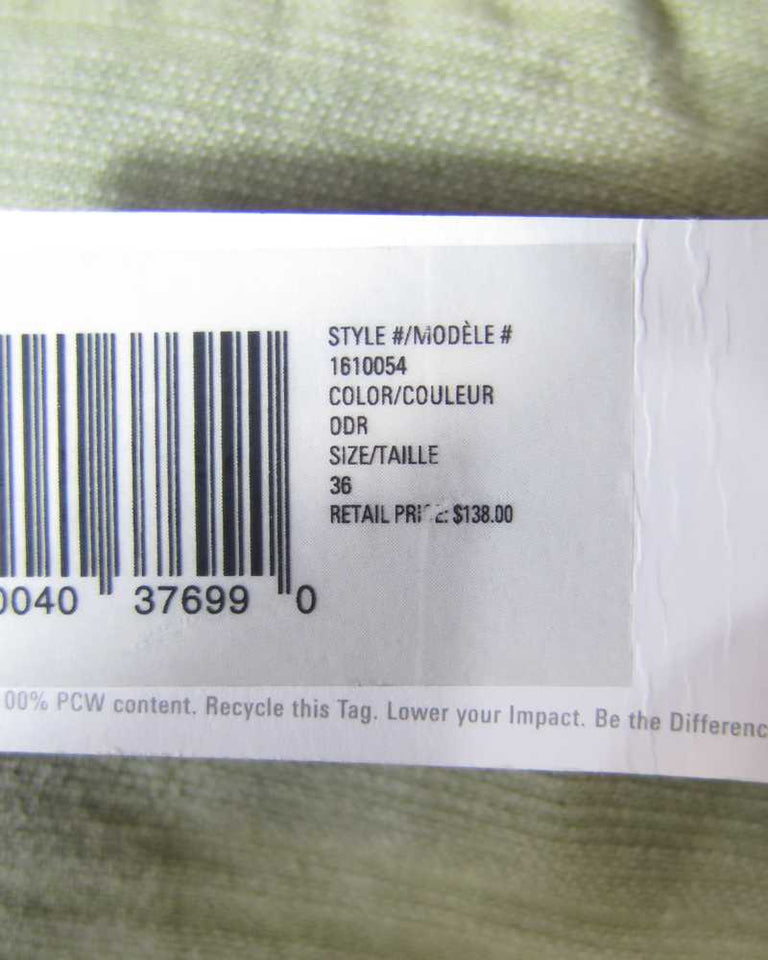 STYLE #/MODÈLE #
1610054
COLOR/COULEUR
ODR
SIZE/TAILLE
36
RETAIL PRICE: $138.00
0040 37699 0
00% PCW content. Recycle this Tag. Lower your Impact. Be the Differenc